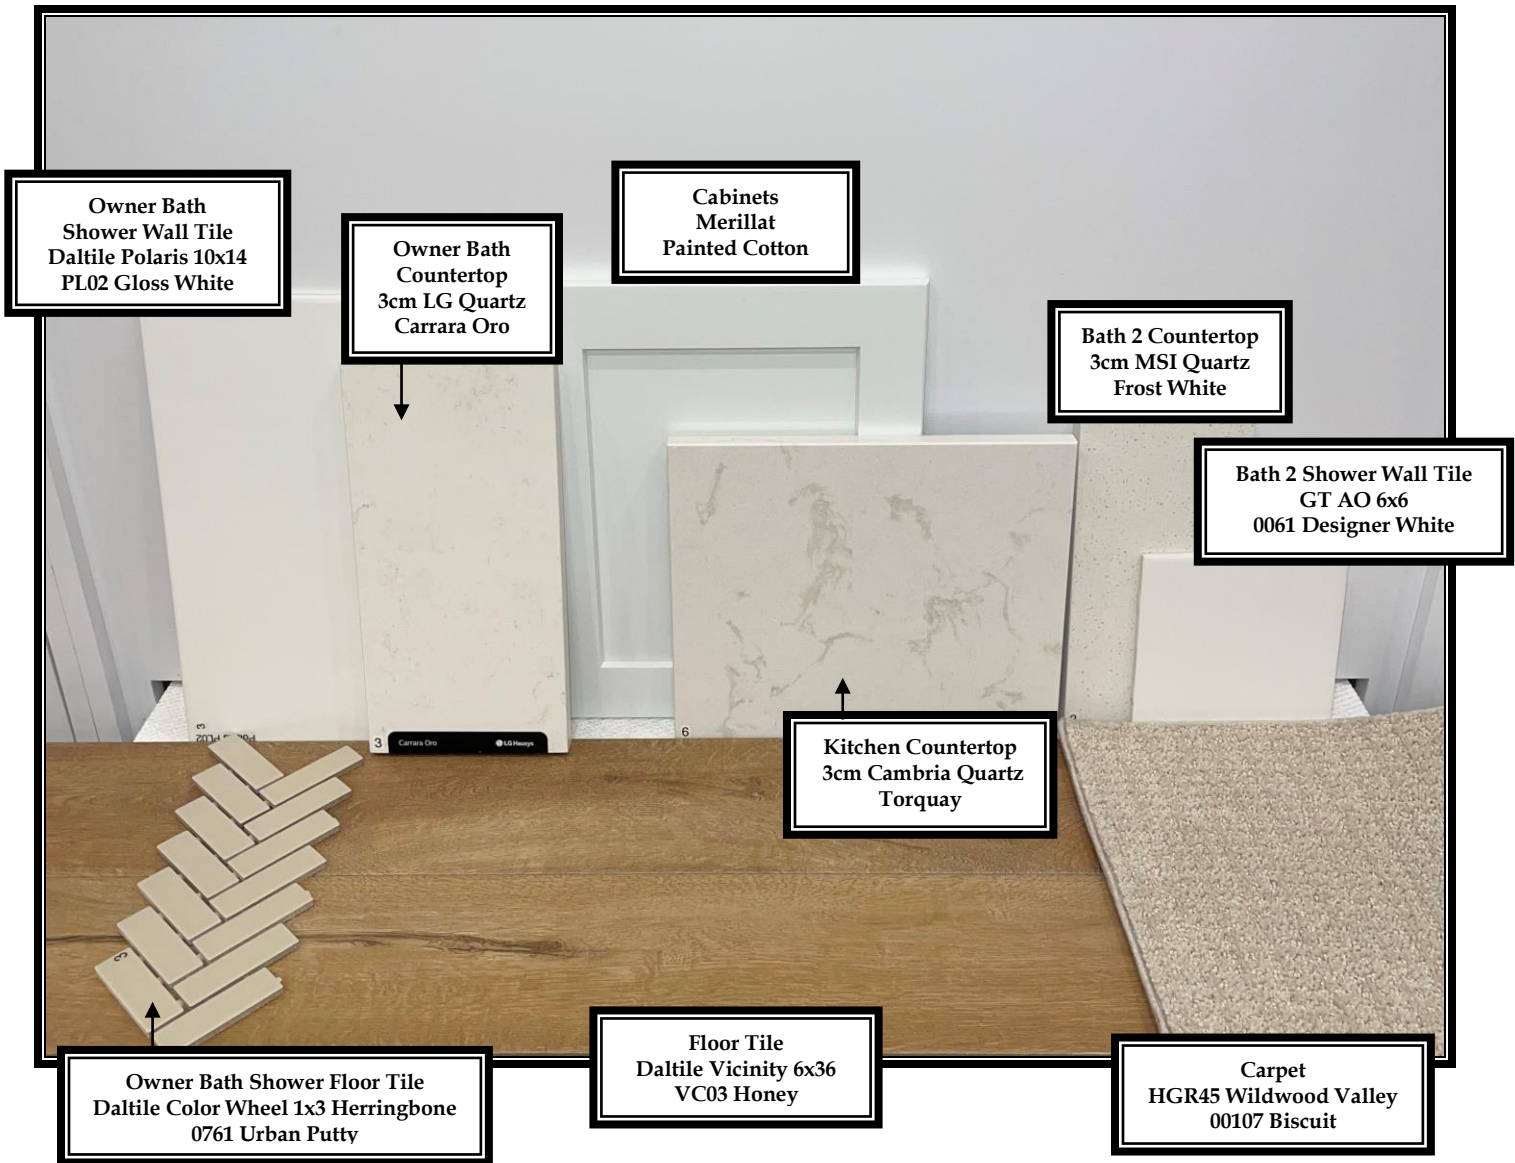 Owner Bath
Shower Wall Tile
Daltile Polaris 10x14
PL02 Gloss White
Owner Bath
Countertop
3cm LG Quartz
Carrara Oro
Cabinets
Merillat
Painted Cotton
Bath 2 Countertop
3cm MSI Quartz
Frost White
Bath 2 Shower Wall Tile
GT AO 6x6
0061 Designer White
3
3 Carrara Oro LG Hausys
6
Kitchen Countertop
3cm Cambria Quartz
Torquay
3
Owner Bath Shower Floor Tile
Daltile Color Wheel 1x3 Herringbone
0761 Urban Putty
Floor Tile
Daltile Vicinity 6x36
VC03 Honey
Carpet
HGR45 Wildwood Valley
00107 Biscuit